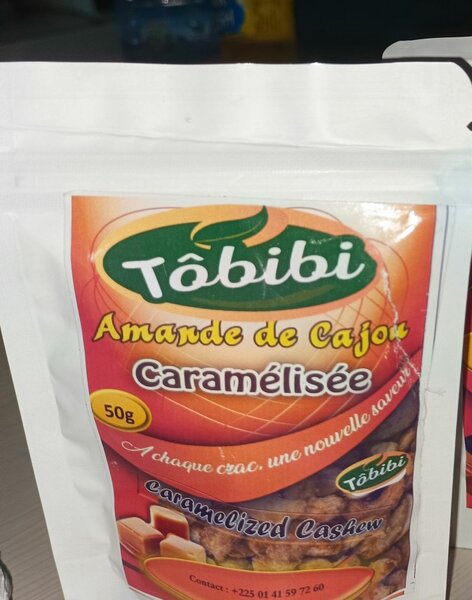 Tôbibi
Amande de Cajou
Caramélisée
50g
A chaque crac, une nouvelle saveur
Tôbibi
Caramelized Cashew
Contact : +225 01 41 59 72 60